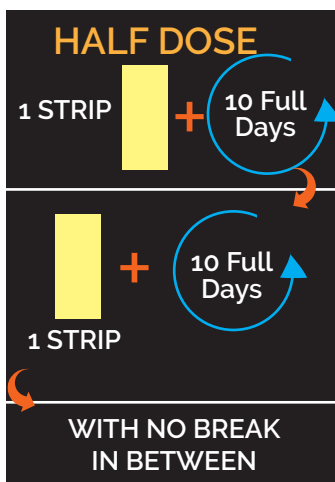 HALF DOSE
1 STRIP
+
10 Full
Days
+
10 Full
Days
1 STRIP
WITH NO BREAK
IN BETWEEN